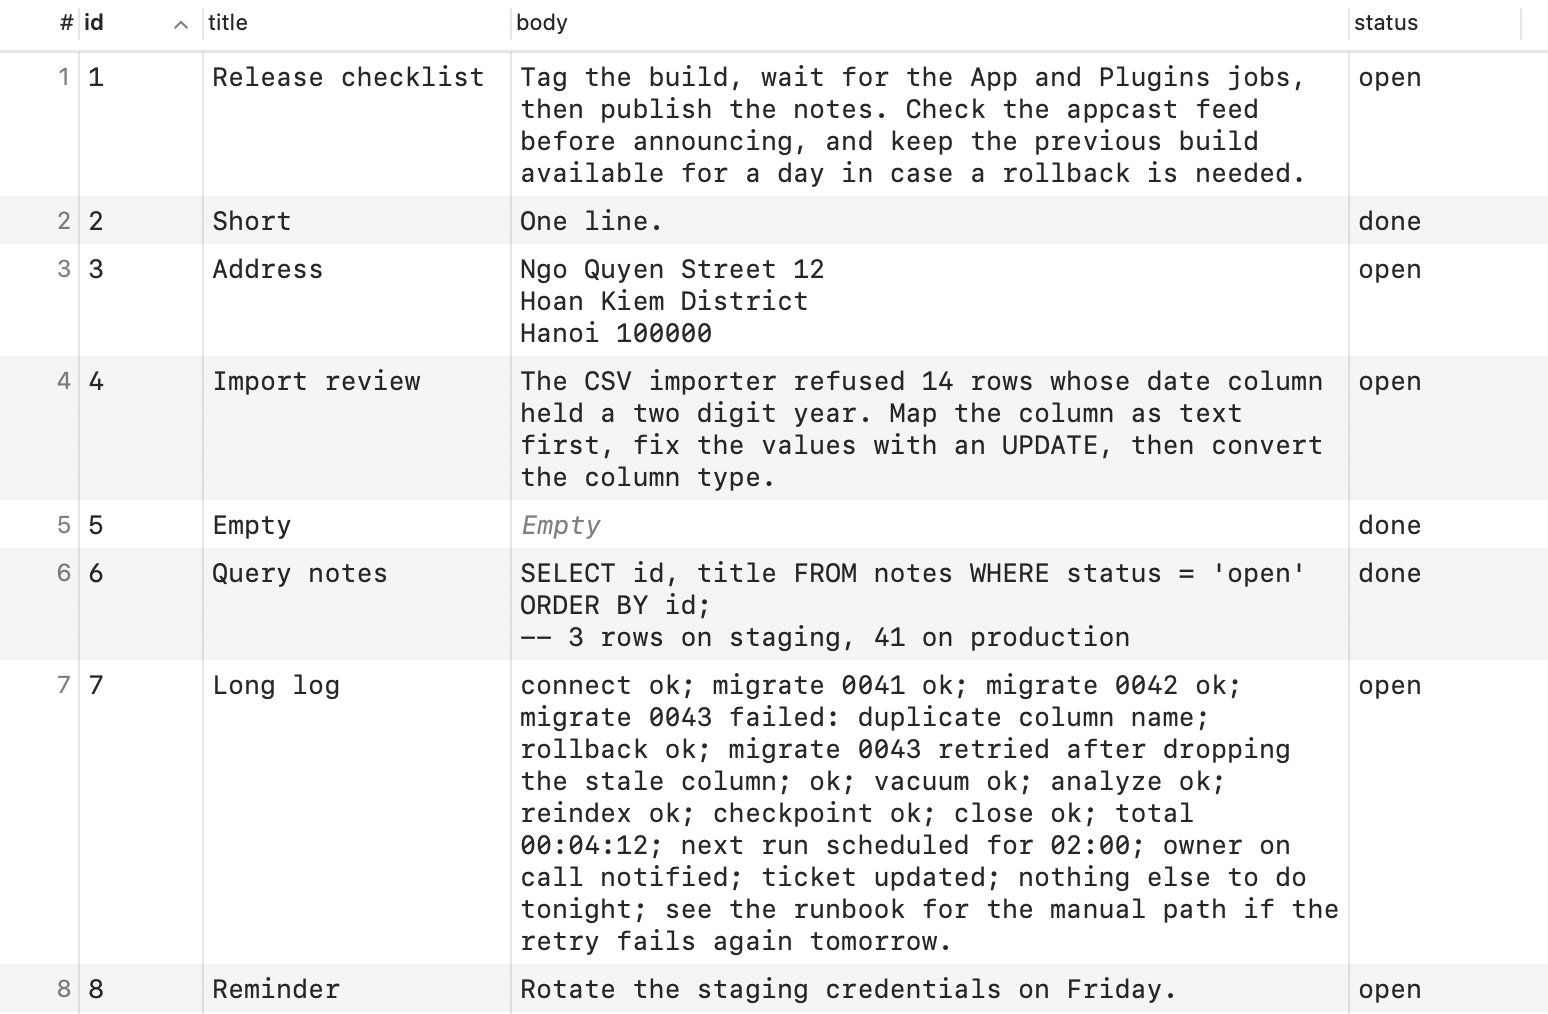 # id title body status
1 1 Release checklist Tag the build, wait for the App and Plugins jobs, open
then publish the notes. Check the appcast feed
before announcing, and keep the previous build
available for a day in case a rollback is needed.
2 2 Short One line. done
3 3 Address Ngo Quyen Street 12 open
Hoan Kiem District
Hanoi 100000
4 4 Import review The CSV importer refused 14 rows whose date column open
held a two digit year. Map the column as text
first, fix the values with an UPDATE, then convert
the column type.
5 5 Empty Empty done
6 6 Query notes SELECT id, title FROM notes WHERE status = 'open' done
ORDER BY id;
-- 3 rows on staging, 41 on production
7 7 Long log connect ok; migrate 0041 ok; migrate 0042 ok; open
migrate 0043 failed: duplicate column name;
rollback ok; migrate 0043 retried after dropping
the stale column; ok; vacuum ok; analyze ok;
reindex ok; checkpoint ok; close ok; total
00:04:12; next run scheduled for 02:00; owner on
call notified; ticket updated; nothing else to do
tonight; see the runbook for the manual path if the
retry fails again tomorrow.
8 8 Reminder Rotate the staging credentials on Friday. open